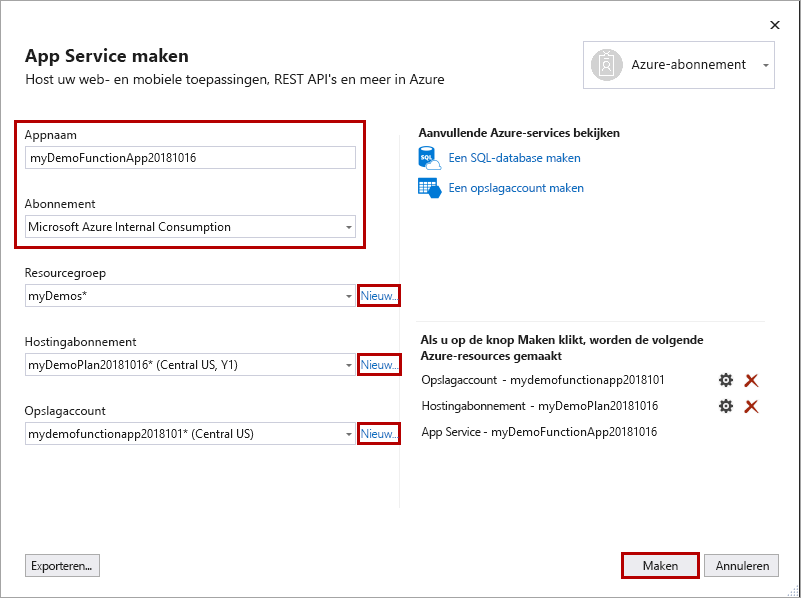 App Service maken
Host uw web- en mobiele toepassingen, REST API's en meer in Azure
Azure-abonnement
Appnaam
myDemoFunctionApp20181016
Abonnement
Microsoft Azure Internal Consumption
Resourcegroep
myDemos*
Nieuw...
Hostingabonnement
myDemoPlan20181016* (Central US, Y1)
Nieuw...
Opslagaccount
mydemofunctionapp2018101* (Central US)
Nieuw...
Aanvullende Azure-services bekijken
SQL
Een SQL-database maken
Een opslagaccount maken
Als u op de knop Maken klikt, worden de volgende
Azure-resources gemaakt
Opslagaccount - mydemofunctionapp2018101
Hostingabonnement - myDemoPlan20181016
App Service - myDemoFunctionApp20181016
Exporteren...
Maken
Annuleren